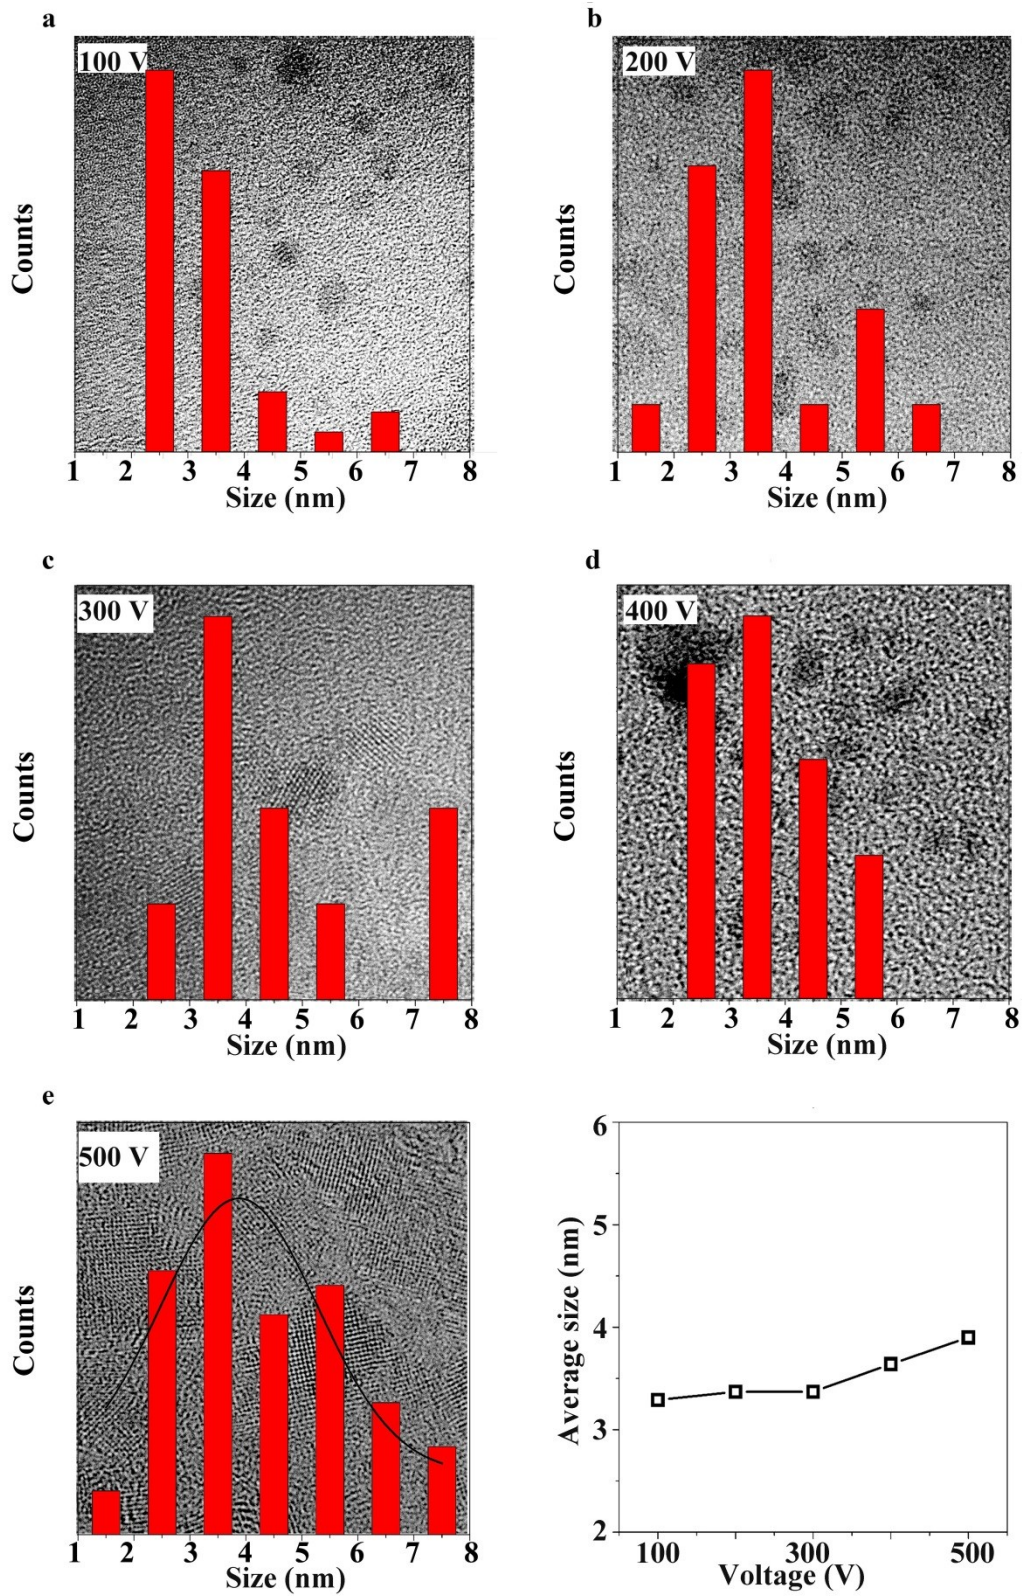 a
100 V
Counts
1 2 3 4 5 6 7 8
Size (nm)
b
200 V
Counts
1 2 3 4 5 6 7 8
Size (nm)
c
300 V
Counts
1 2 3 4 5 6 7 8
Size (nm)
d
400 V
Counts
1 2 3 4 5 6 7 8
Size (nm)
e
500 V
Counts
1 2 3 4 5 6 7 8
Size (nm)
6
5
4
3
2
Average size (nm)
100 300 500
Voltage (V)